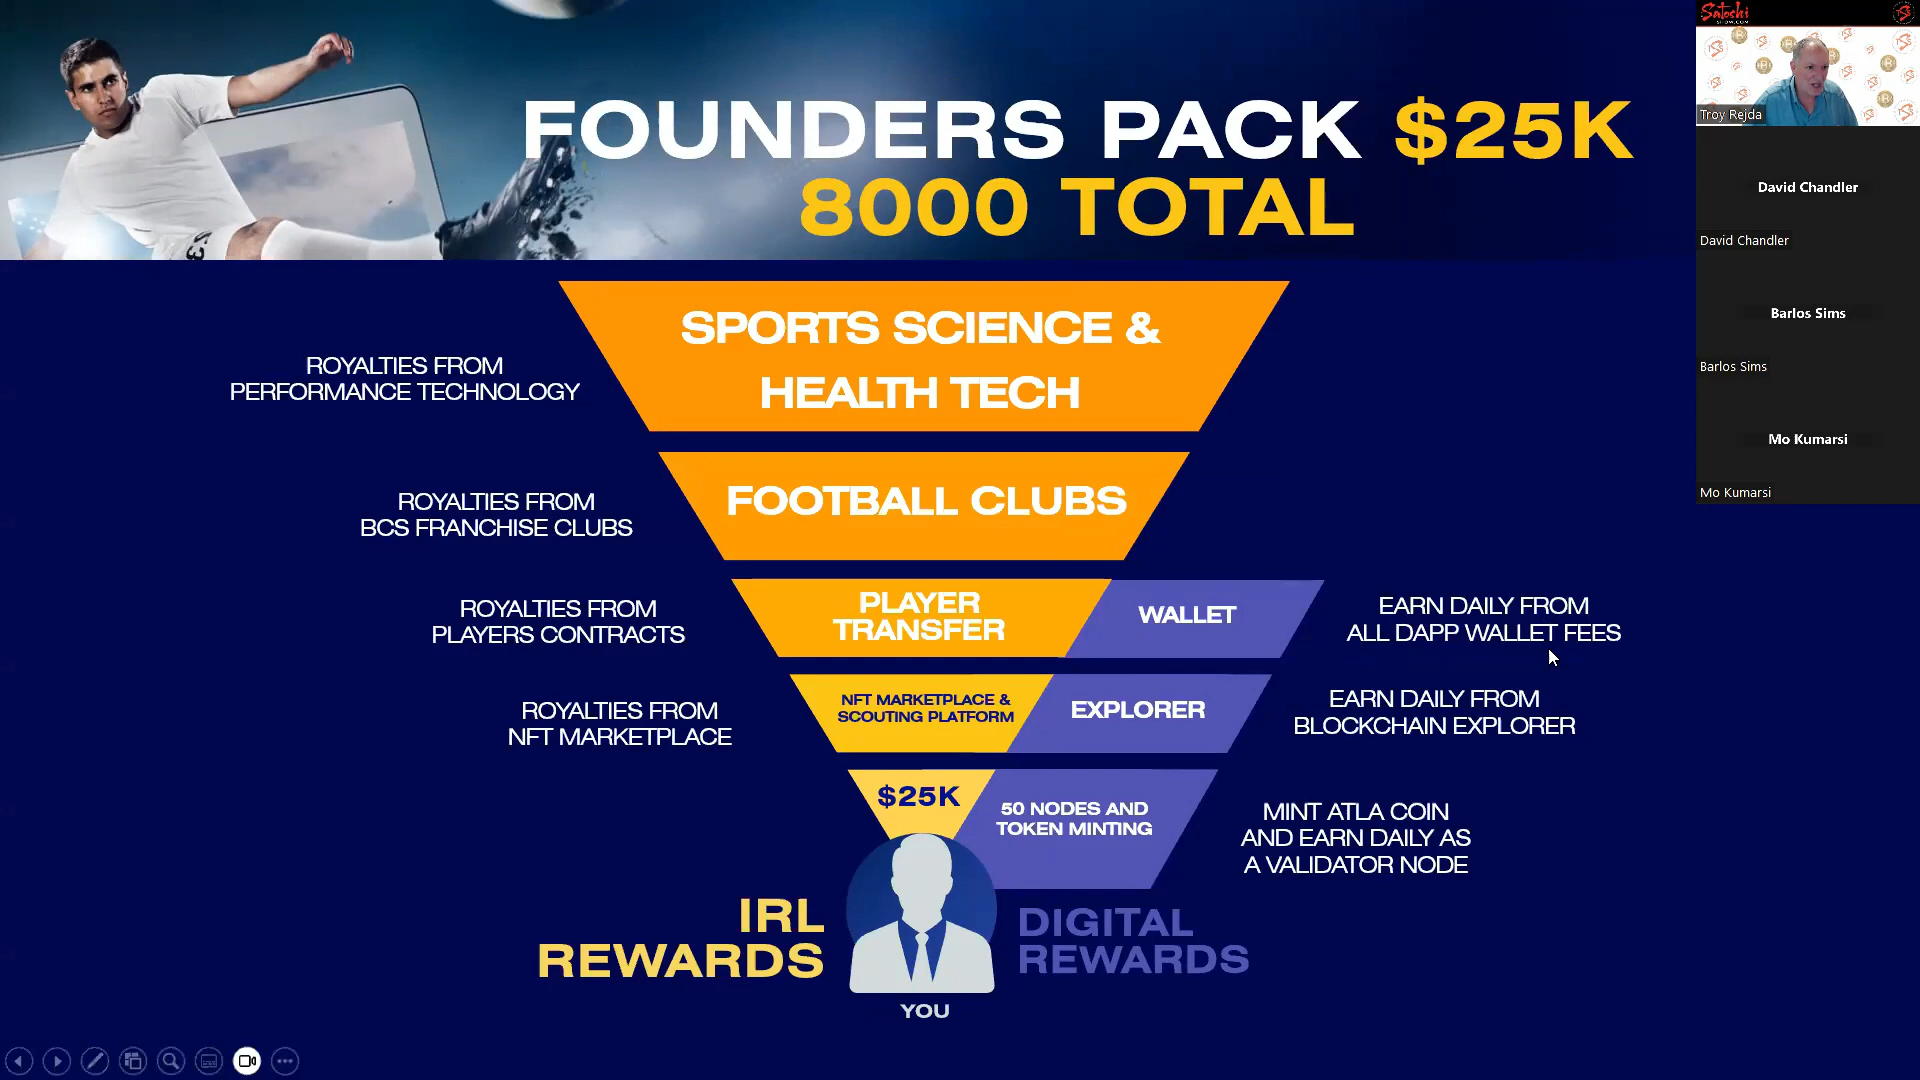 FOUNDERS PACK $25K
8000 TOTAL
SPORTS SCIENCE &
HEALTH TECH
ROYALTIES FROM
PERFORMANCE TECHNOLOGY
FOOTBALL CLUBS
ROYALTIES FROM
BCS FRANCHISE CLUBS
PLAYER
TRANSFER
WALLET
ROYALTIES FROM
PLAYERS CONTRACTS
EARN DAILY FROM
ALL DAPP WALLET FEES
NFT MARKETPLACE &
SCOUTING PLATFORM
EXPLORER
ROYALTIES FROM
NFT MARKETPLACE
EARN DAILY FROM
BLOCKCHAIN EXPLORER
$25K
50 NODES AND
TOKEN MINTING
MINT ATLA COIN
AND EARN DAILY AS
A VALIDATOR NODE
IRL
REWARDS
DIGITAL
REWARDS
YOU
Satoshi
SHOW.COM
Troy Rejda
David Chandler
David Chandler
Barlos Sims
Barlos Sims
Mo Kumarsi
Mo Kumarsi